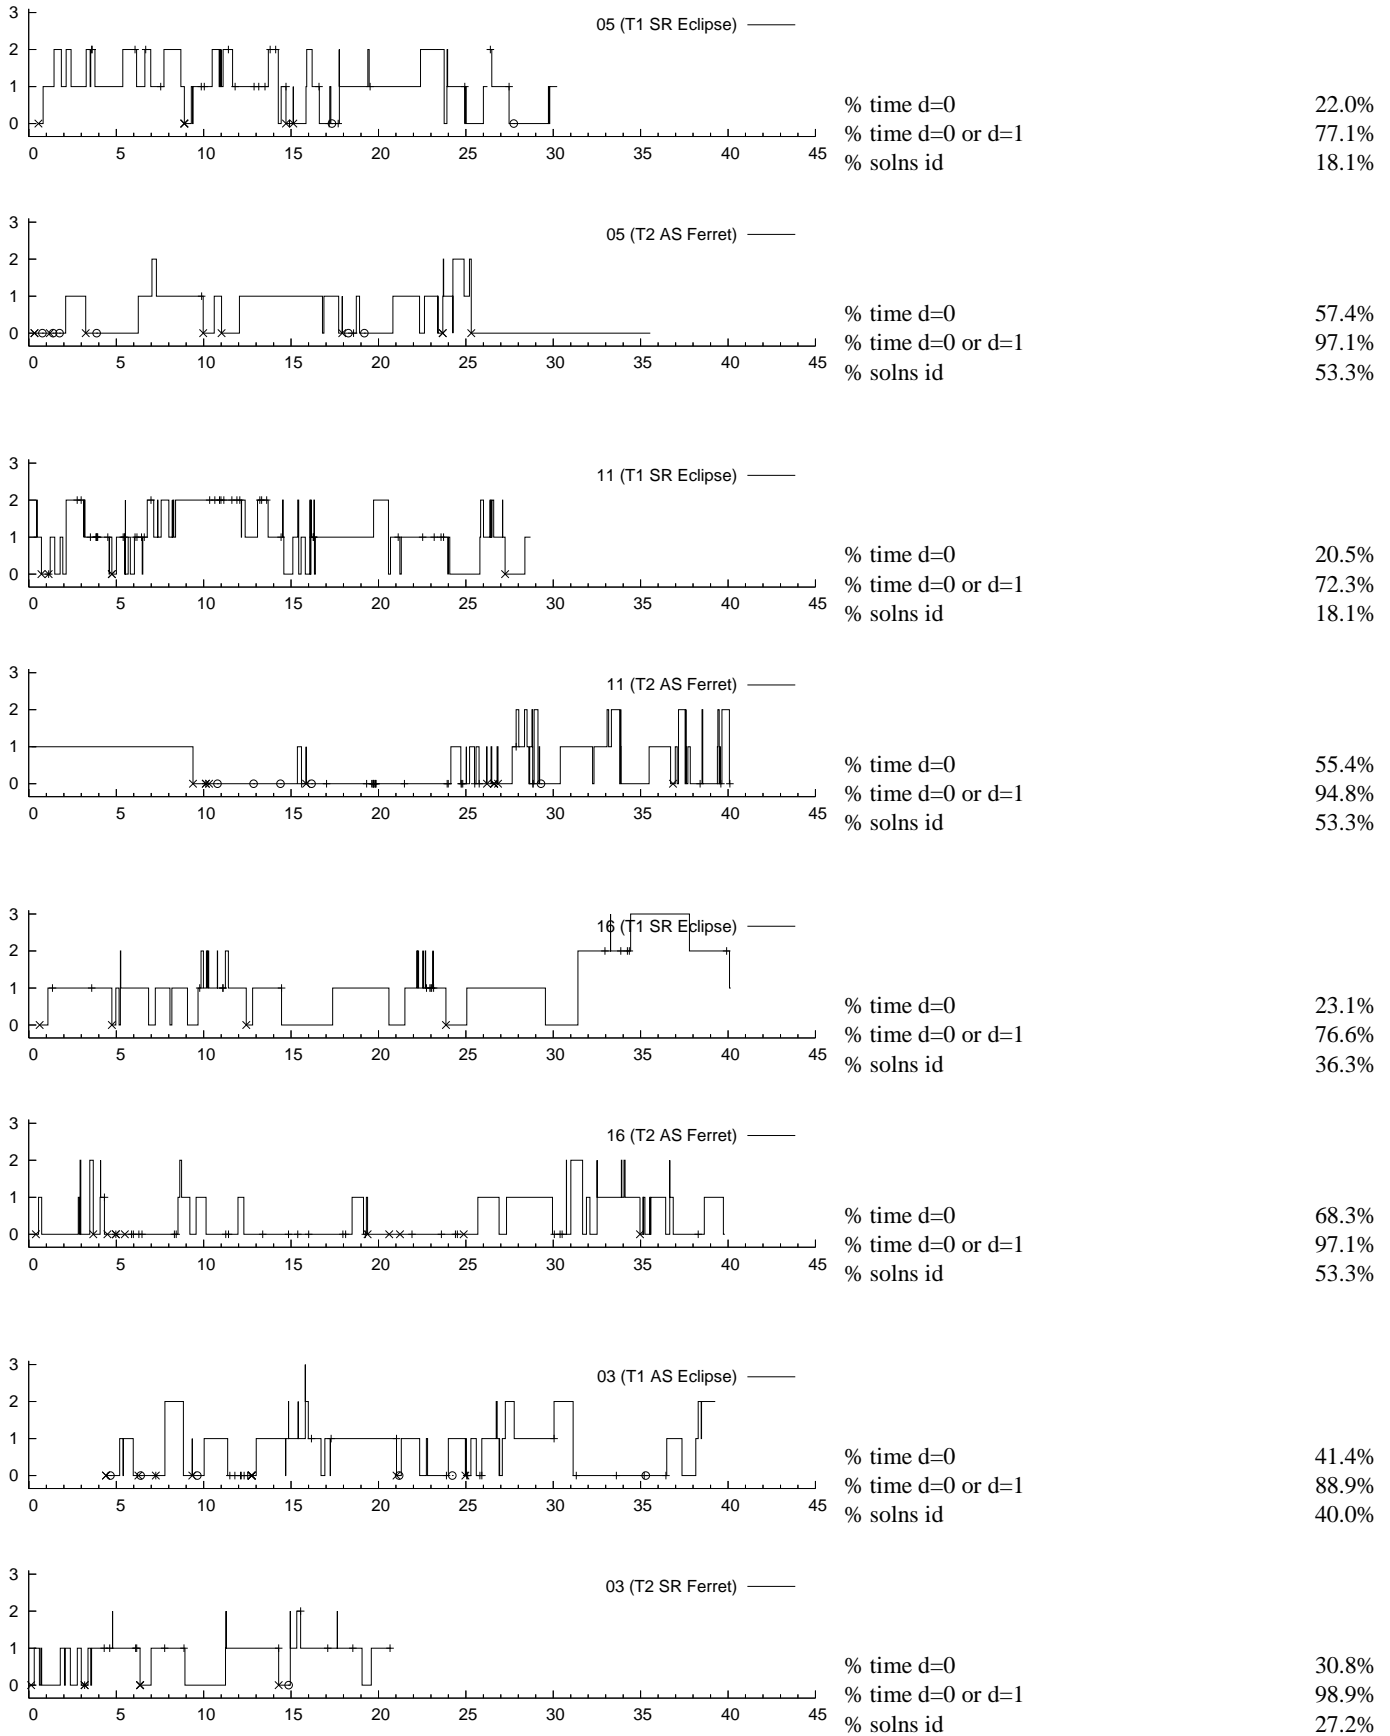 3
05 (T1 SR Eclipse)
2
1
% time d=0 22.0%
0
% time d=0 or d=1 77.1%
0 5 10 15 20 25 30 35 40 45
% solns id 18.1%
3
05 (T2 AS Ferret)
2
1
% time d=0 57.4%
0
% time d=0 or d=1 97.1%
0 5 10 15 20 25 30 35 40 45
% solns id 53.3%
3
11 (T1 SR Eclipse)
2
1
% time d=0 20.5%
0
% time d=0 or d=1 72.3%
0 5 10 15 20 25 30 35 40 45
% solns id 18.1%
3
11 (T2 AS Ferret)
2
1
% time d=0 55.4%
0
% time d=0 or d=1 94.8%
0 5 10 15 20 25 30 35 40 45
% solns id 53.3%
3
16 (T1 SR Eclipse)
2
1
% time d=0 23.1%
0
% time d=0 or d=1 76.6%
0 5 10 15 20 25 30 35 40 45
% solns id 36.3%
3
16 (T2 AS Ferret)
2
1
% time d=0 68.3%
0
% time d=0 or d=1 97.1%
0 5 10 15 20 25 30 35 40 45
% solns id 53.3%
3
03 (T1 AS Eclipse)
2
1
% time d=0 41.4%
0
% time d=0 or d=1 88.9%
0 5 10 15 20 25 30 35 40 45
% solns id 40.0%
3
03 (T2 SR Ferret)
2
1
% time d=0 30.8%
0
% time d=0 or d=1 98.9%
0 5 10 15 20 25 30 35 40 45
% solns id 27.2%